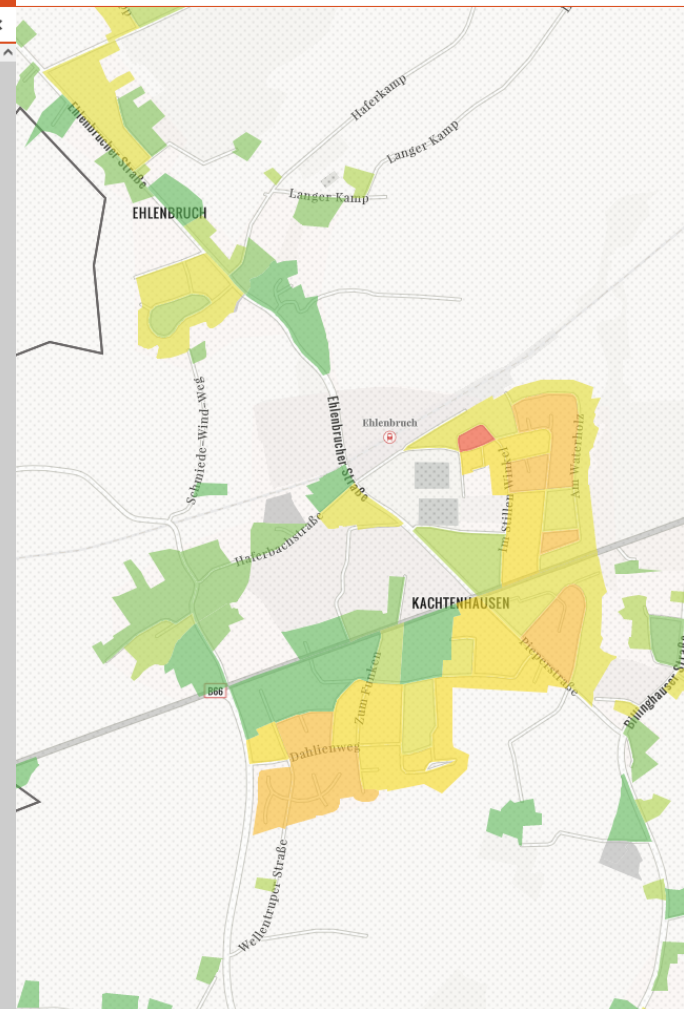 Haferkamp
Langer Kamp
Ehlenbrucher Straße
Langer Kamp
EHLENBRUCH
Schmiede-Wind-Weg
Ehlenbrucher Straße
Ehlenbruch
Am Waterholz
Im Stillen Winkel
Haferbachstraße
KACHTENHAUSEN
Pieperstraße
Billinghauser Straße
Zum Funken
B66
Dahlienweg
Wellentruper Straße